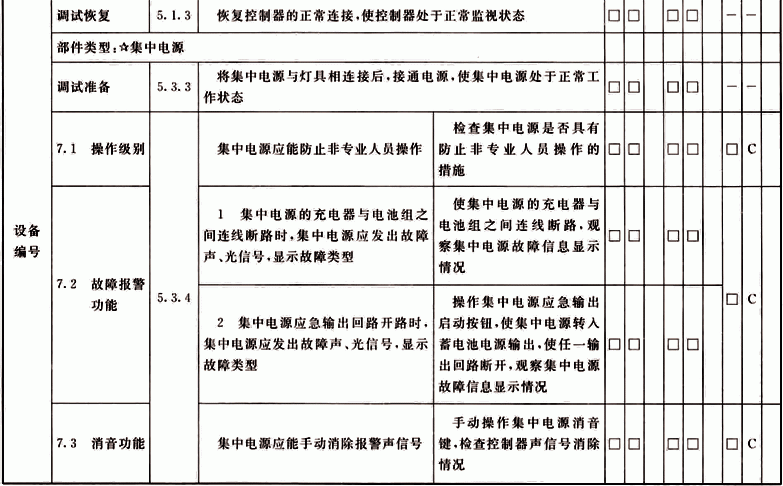 调试恢复 5.1.3 恢复控制器的正常连接,使控制器处于正常监视状态 □ □ □ □ — —
部件类型:☆集中电源
调试准备 5.3.3 将集中电源与灯具相连接后,接通电源,使集中电源处于正常工
作状态 □ □ □ □ — —
设备
编号
7.1 操作级别
5.3.4
集中电源应能防止非专业人员操作
检查集中电源是否具有
防止非专业人员操作的
措施
□ □ □ □ □ C
7.2 故障报警
功能
1 集中电源的充电器与电池组之
间连线断路时,集中电源应发出故障
声、光信号,显示故障类型
使集中电源的充电器与
电池组之间连线断路,观
察集中电源故障信息显示
情况
□ □ □ □
2 集中电源应急输出回路开路时,
集中电源应发出故障声、光信号,显示
故障类型
操作集中电源应急输出
启动按钮,使集中电源转入
蓄电池电源输出,使任一输
出回路断开,观察集中电源
故障信息显示情况
□ □ □ □
□ C
7.3 消音功能
集中电源应能手动消除报警声信号
手动操作集中电源消音
键,检查控制器声信号消除
情况
□ □ □ □ □ C